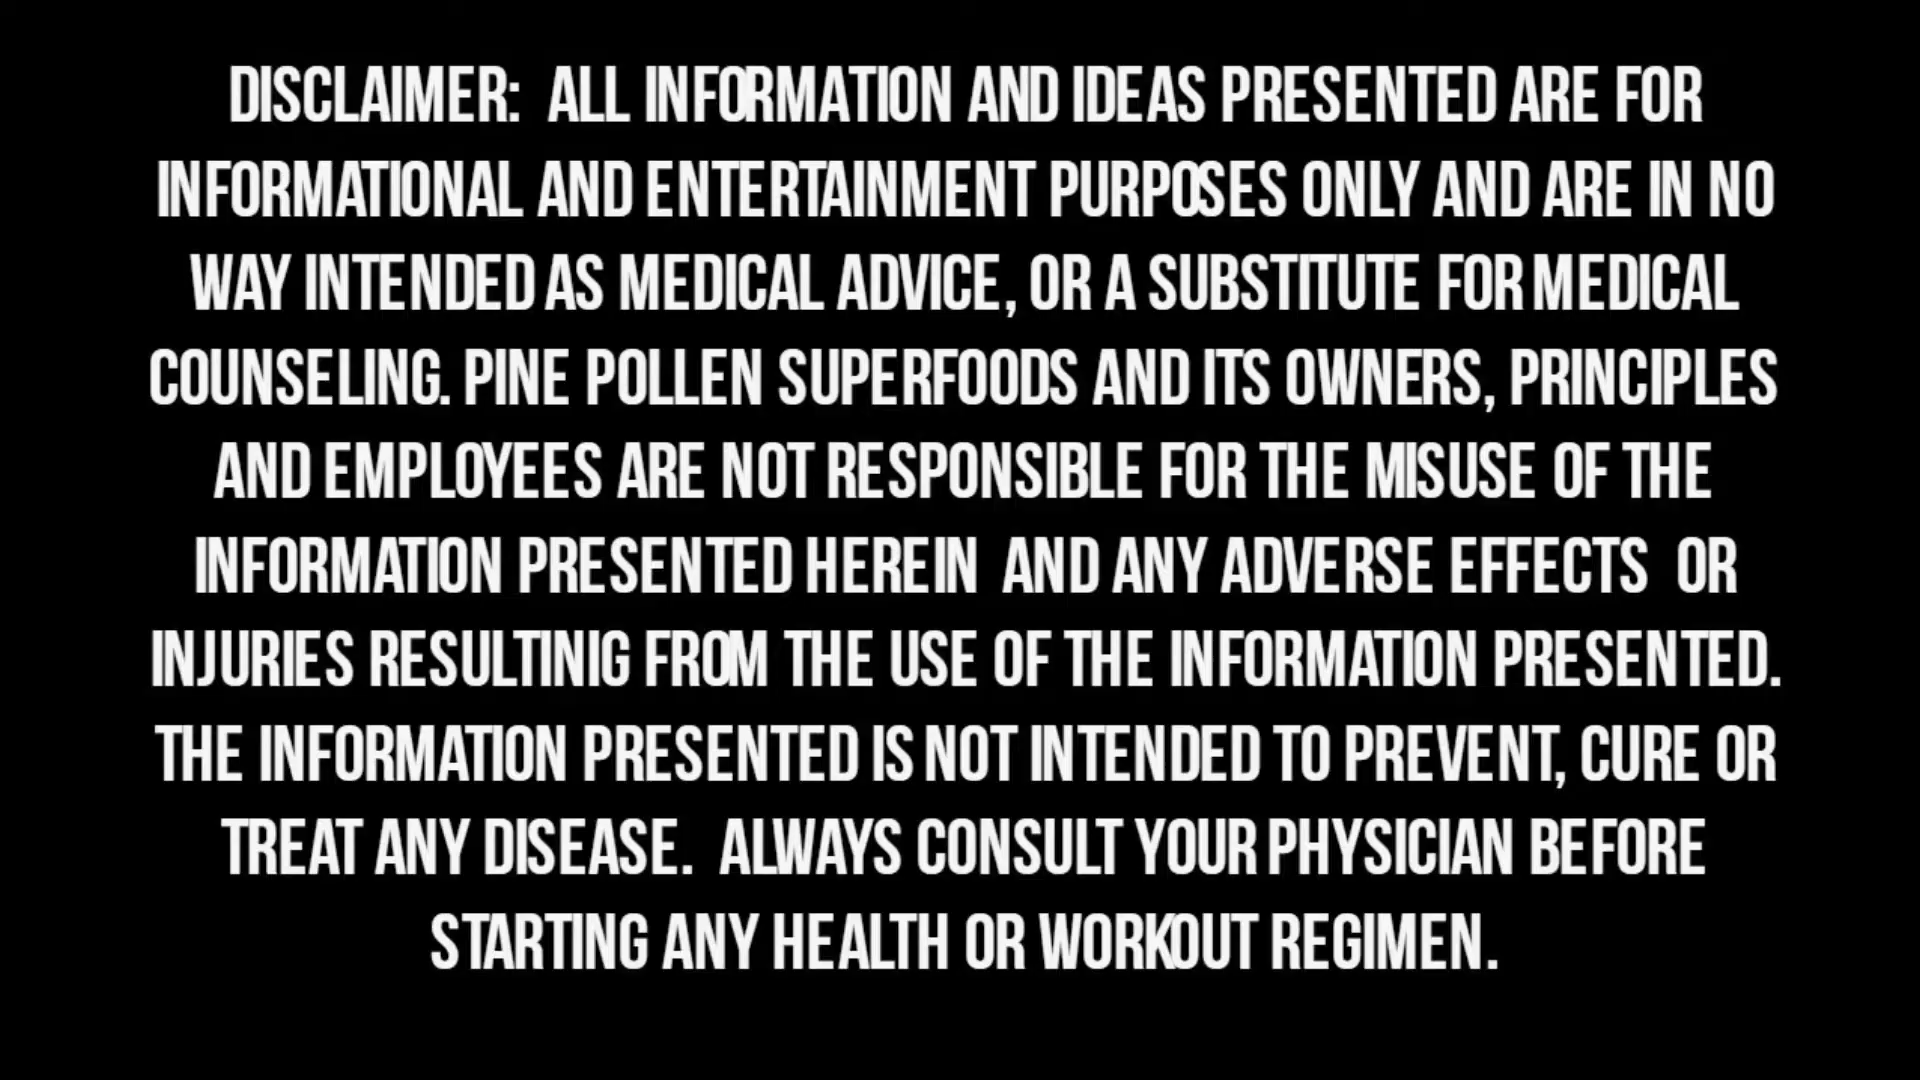 DISCLAIMER: ALL INFORMATION AND IDEAS PRESENTED ARE FOR
INFORMATIONAL AND ENTERTAINMENT PURPOSES ONLY AND ARE IN NO
WAY INTENDED AS MEDICAL ADVICE, OR A SUBSTITUTE FOR MEDICAL
COUNSELING. PINE POLLEN SUPERFOODS AND ITS OWNERS, PRINCIPLES
AND EMPLOYEES ARE NOT RESPONSIBLE FOR THE MISUSE OF THE
INFORMATION PRESENTED HEREIN AND ANY ADVERSE EFFECTS OR
INJURIES RESULTINIG FROM THE USE OF THE INFORMATION PRESENTED.
THE INFORMATION PRESENTED IS NOT INTENDED TO PREVENT, CURE OR
TREAT ANY DISEASE. ALWAYS CONSULT YOUR PHYSICIAN BEFORE
STARTING ANY HEALTH OR WORKOUT REGIMEN.